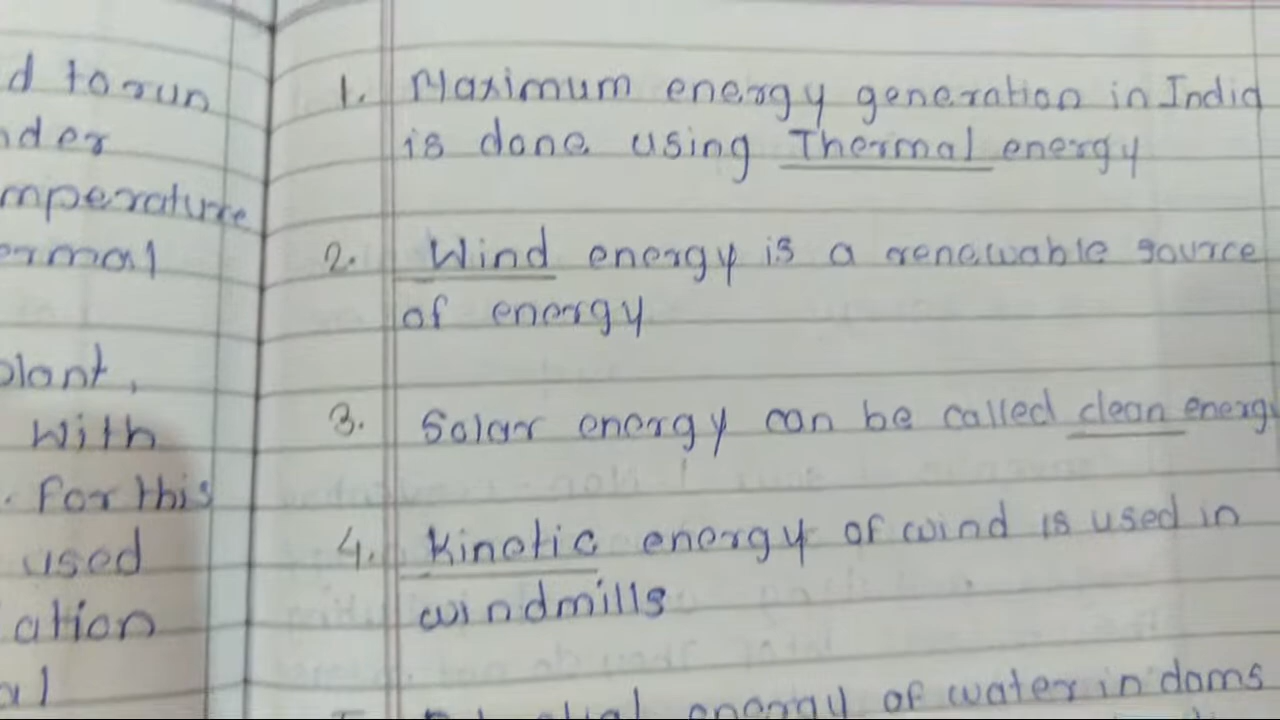 d to run
nder
mperature
ermal
plant,
with
. For this
used
ation
al
1. Maximum energy generation in India
is done using Thermal energy
2. Wind energy is a renewable source
of energy
3. Solar energy can be called clean energy
4. Kinetic energy of wind is used in
windmills
energy of water in dams